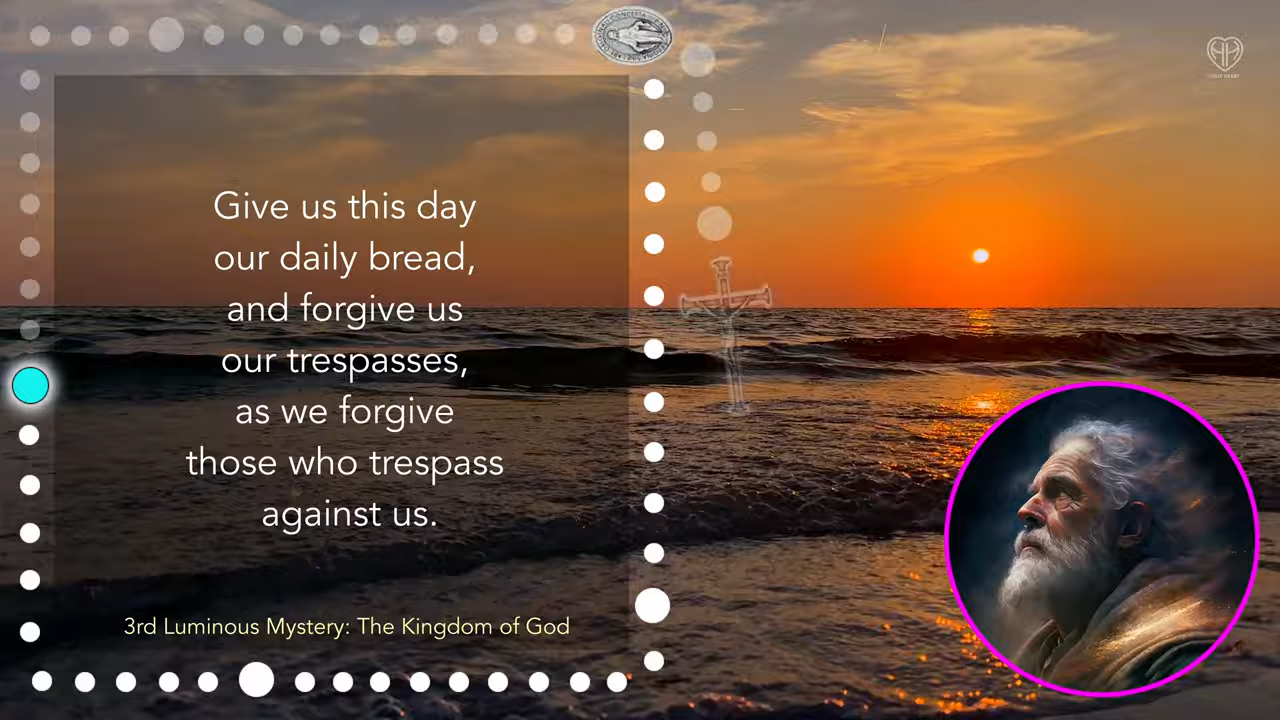 Give us this day
our daily bread,
and forgive us
our trespasses,
as we forgive
those who trespass
against us.
3rd Luminous Mystery: The Kingdom of God